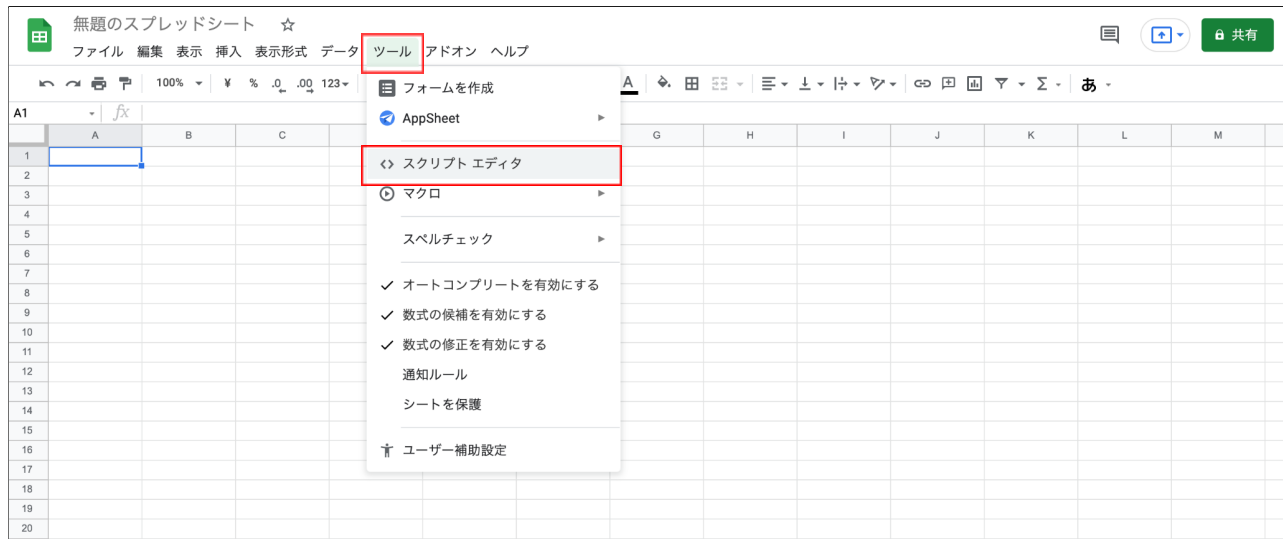 無題のスプレッドシート
ファイル 編集 表示 挿入 表示形式 データ ツール アドオン ヘルプ
共有
100% ¥ % .0 .00 123 A あ
A1 fx
A B C G H I J K L M
フォームを作成
AppSheet
スクリプト エディタ
マクロ
スペルチェック
オートコンプリートを有効にする
数式の候補を有効にする
数式の修正を有効にする
通知ルール
シートを保護
ユーザー補助設定
1
2
3
4
5
6
7
8
9
10
11
12
13
14
15
16
17
18
19
20